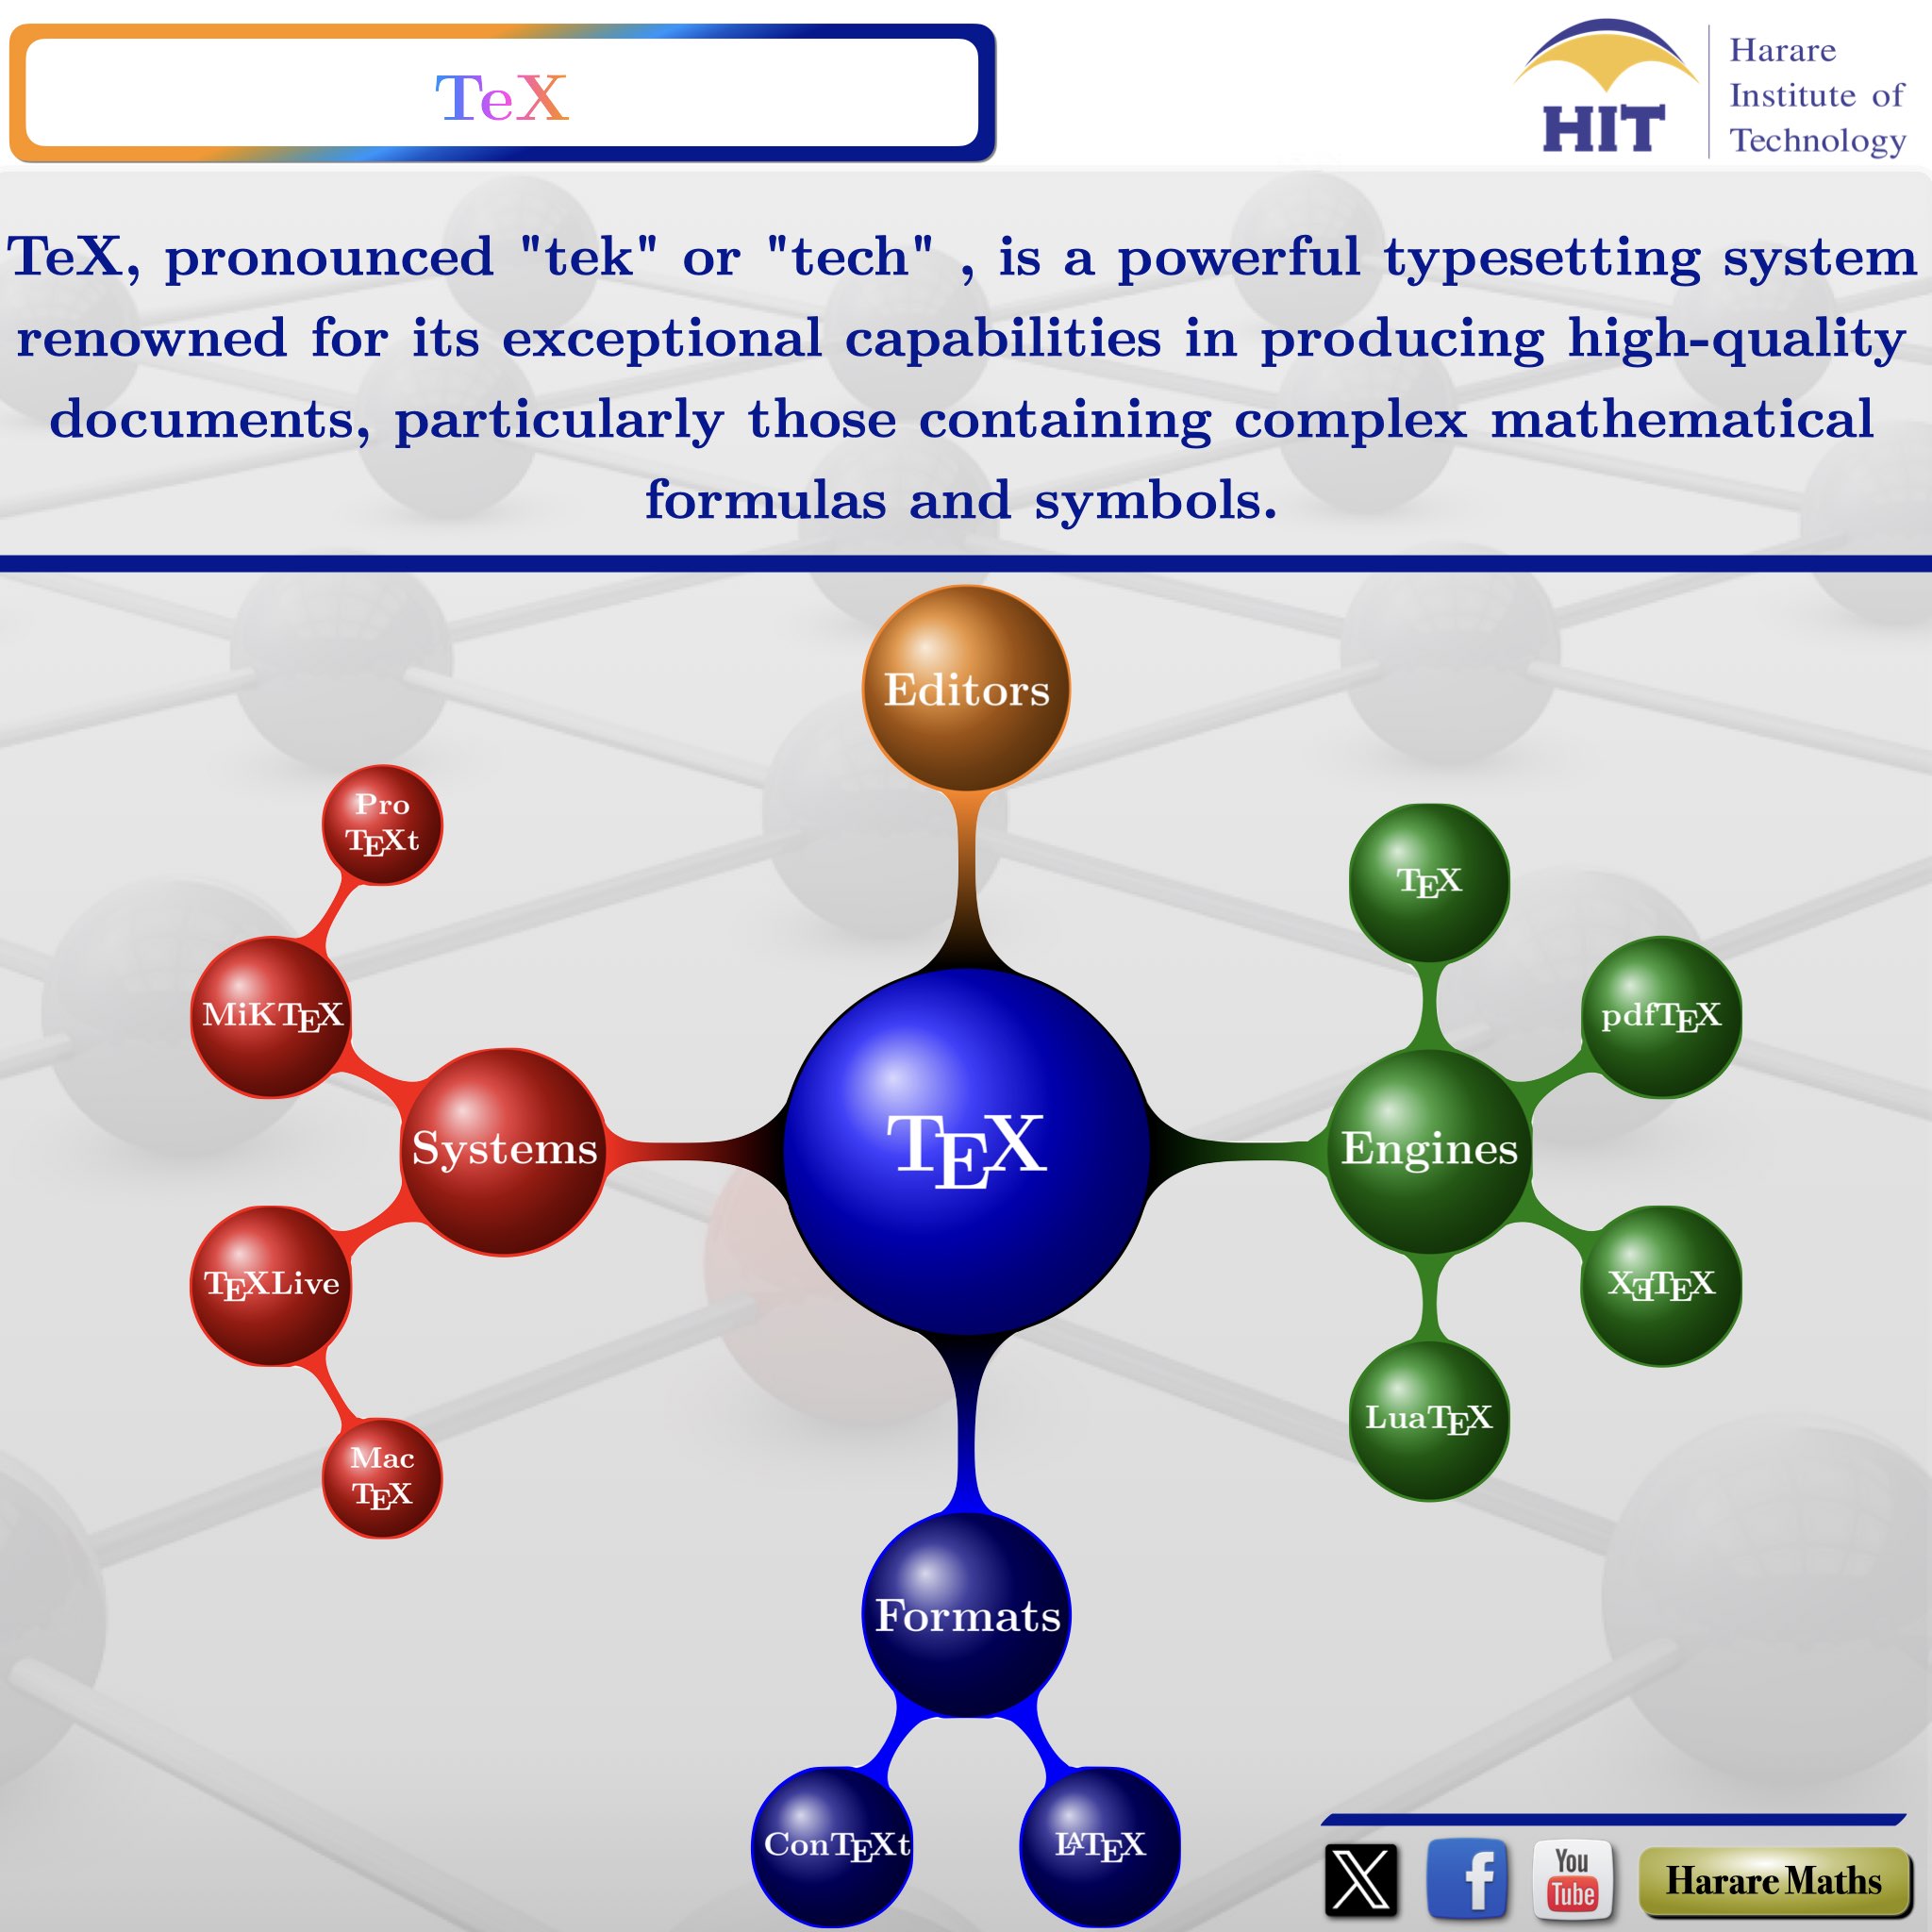 TeX
HIT
Harare
Institute of
Technology
TeX, pronounced "tek" or "tech" , is a powerful typesetting system
renowned for its exceptional capabilities in producing high-quality
documents, particularly those containing complex mathematical
formulas and symbols.
Editors
Pro
TEXt
MiKTEX
Systems
TEXLive
Mac
TEX
TEX
TEX
pdfTEX
Engines
XƎTEX
LuaTEX
Formats
ConTEXt
LATEX
X
f
You
Tube
Harare Maths